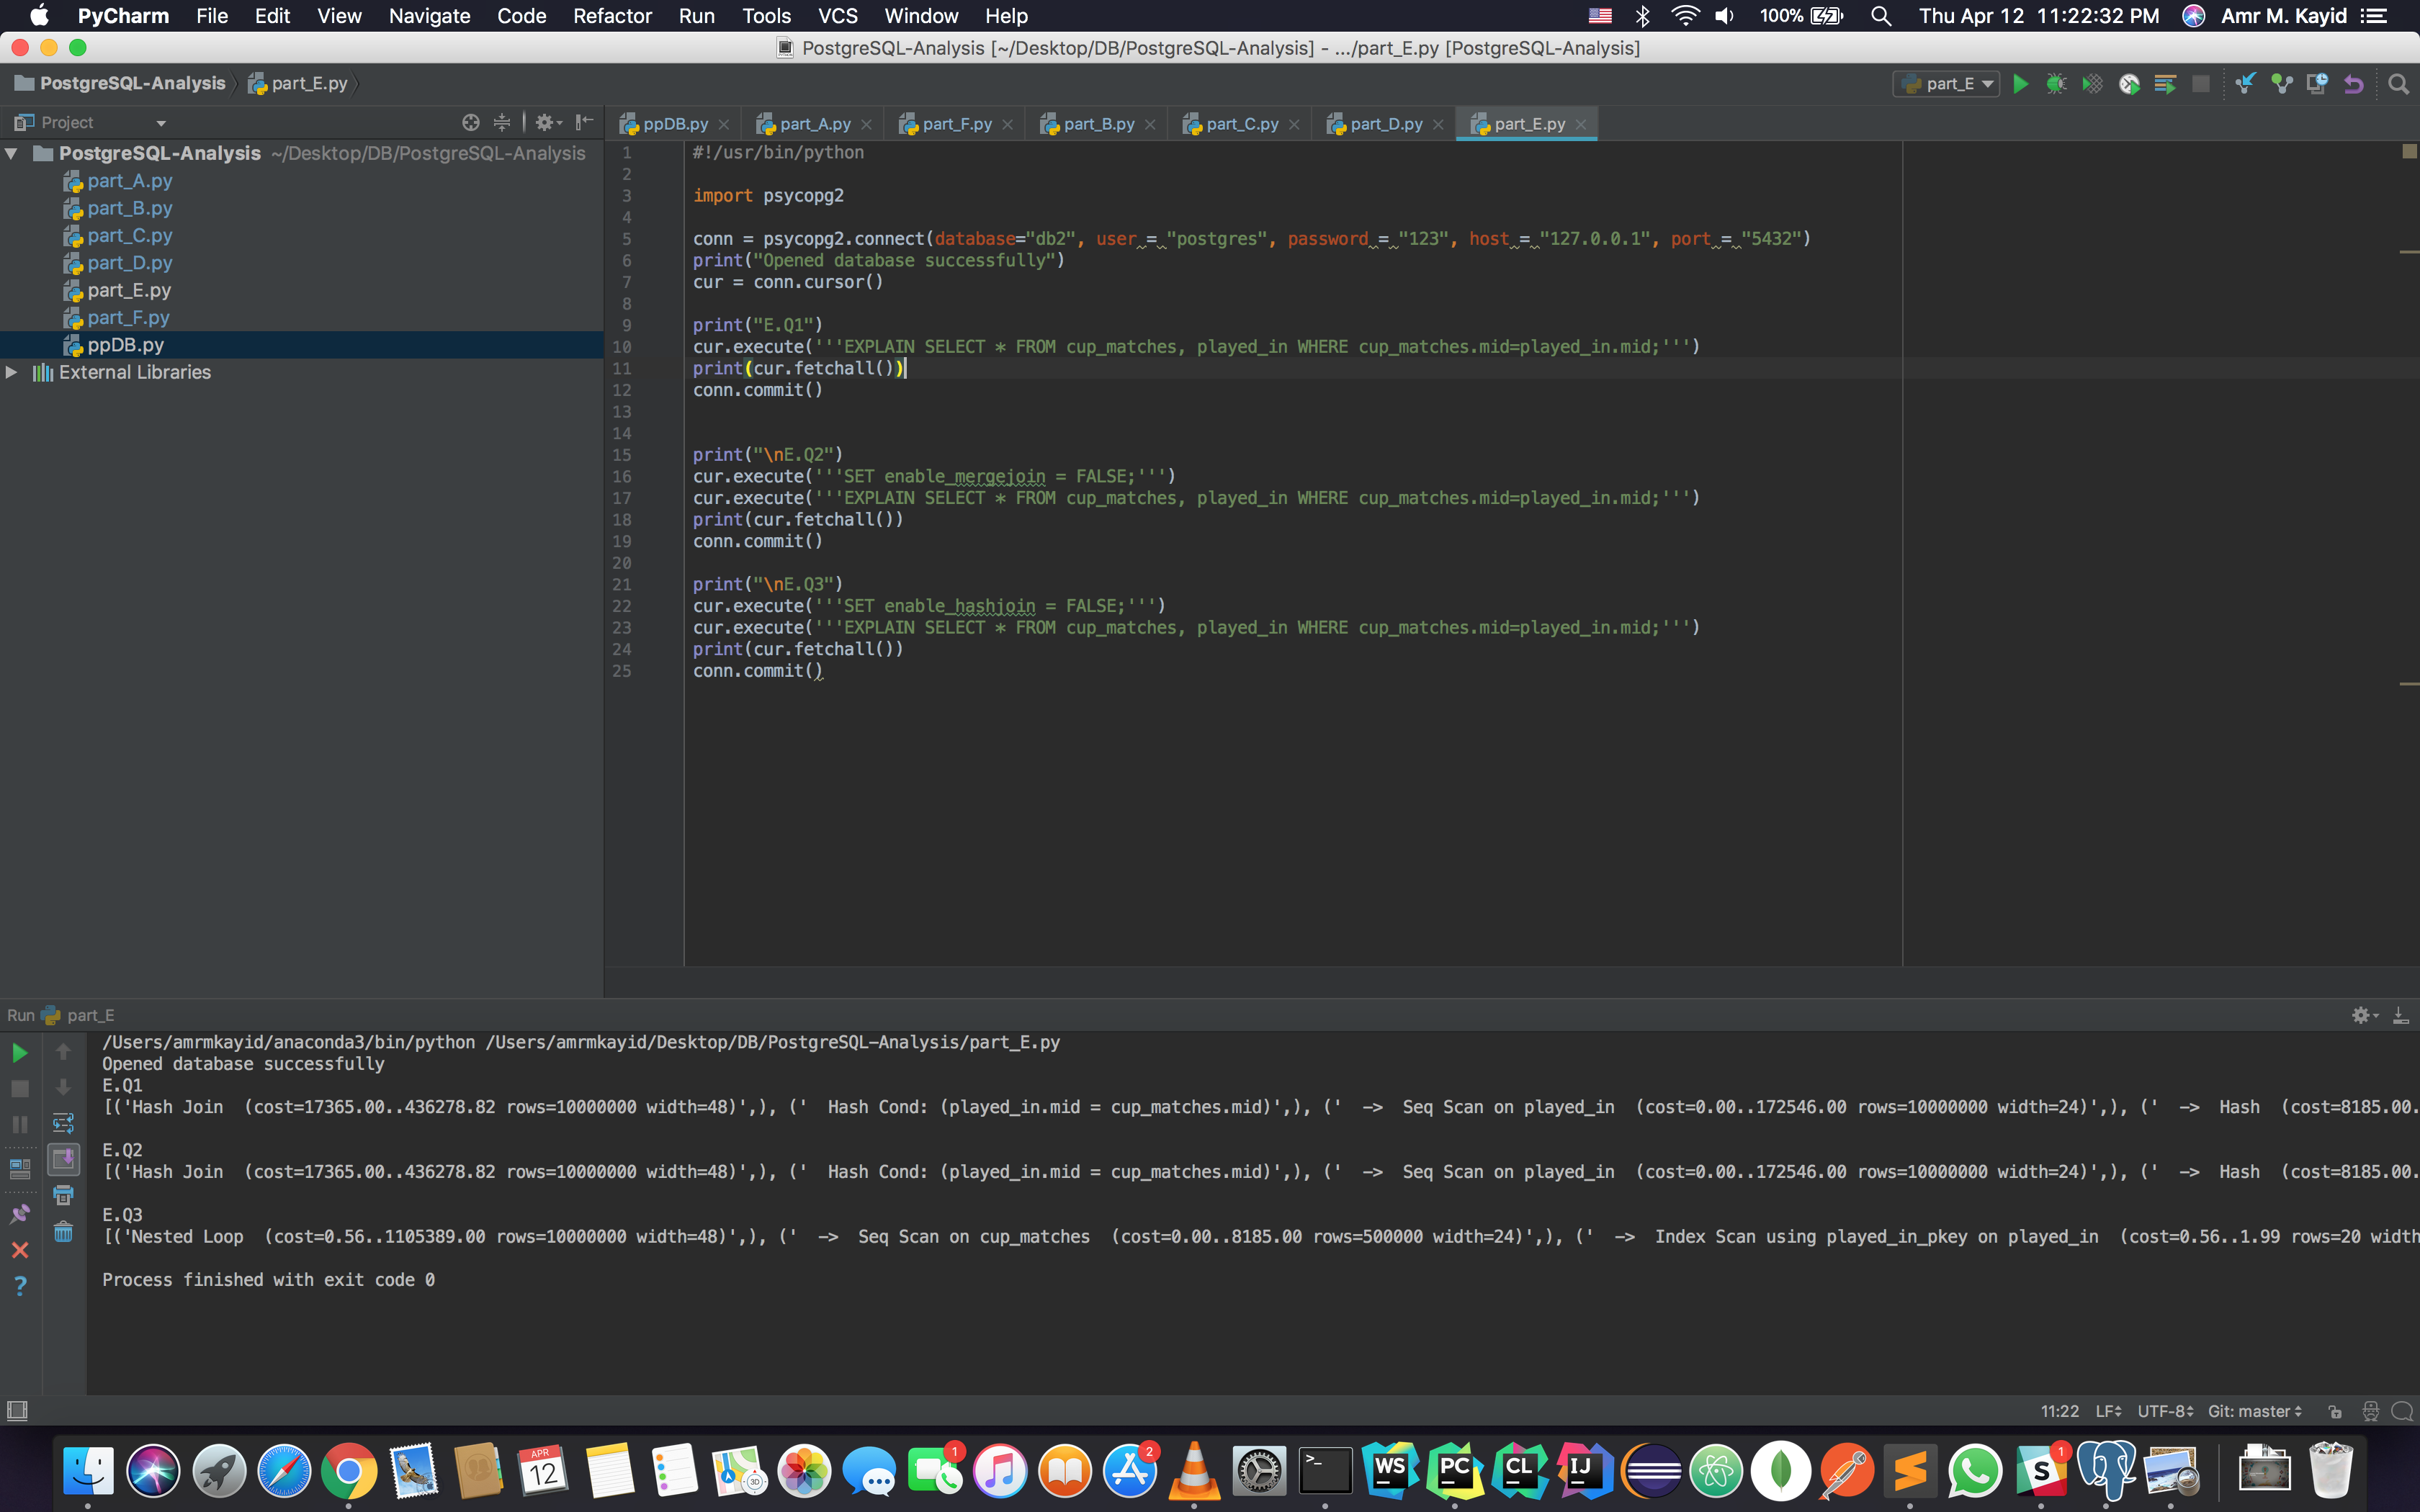 PyCharm File Edit View Navigate Code Refactor Run Tools VCS Window Help 100% Thu Apr 12 11:22:32 PM Amr M. Kayid
PostgreSQL-Analysis [~/Desktop/DB/PostgreSQL-Analysis] - .../part_E.py [PostgreSQL-Analysis]
PostgreSQL-Analysis part_E.py part_E
Project
ppDB.py part_A.py part_F.py part_B.py part_C.py part_D.py part_E.py
PostgreSQL-Analysis ~/Desktop/DB/PostgreSQL-Analysis
part_A.py
part_B.py
part_C.py
part_D.py
part_E.py
part_F.py
ppDB.py
External Libraries
1 #!/usr/bin/python
2
3 import psycopg2
4
5 conn = psycopg2.connect(database="db2", user = "postgres", password = "123", host = "127.0.0.1", port = "5432")
6 print("Opened database successfully")
7 cur = conn.cursor()
8
9 print("E.Q1")
10 cur.execute('''EXPLAIN SELECT * FROM cup_matches, played_in WHERE cup_matches.mid=played_in.mid;''')
11 print(cur.fetchall())
12 conn.commit()
13
14
15 print("\nE.Q2")
16 cur.execute('''SET enable_mergejoin = FALSE;''')
17 cur.execute('''EXPLAIN SELECT * FROM cup_matches, played_in WHERE cup_matches.mid=played_in.mid;''')
18 print(cur.fetchall())
19 conn.commit()
20
21 print("\nE.Q3")
22 cur.execute('''SET enable_hashjoin = FALSE;''')
23 cur.execute('''EXPLAIN SELECT * FROM cup_matches, played_in WHERE cup_matches.mid=played_in.mid;''')
24 print(cur.fetchall())
25 conn.commit()
Run part_E
/Users/amrmkayid/anaconda3/bin/python /Users/amrmkayid/Desktop/DB/PostgreSQL-Analysis/part_E.py
Opened database successfully
E.Q1
[('Hash Join  (cost=17365.00..436278.82 rows=10000000 width=48)',), ('  Hash Cond: (played_in.mid = cup_matches.mid)',), ('  ->  Seq Scan on played_in  (cost=0.00..172546.00 rows=10000000 width=24)',), ('  ->  Hash  (cost=8185.00.
E.Q2
[('Hash Join  (cost=17365.00..436278.82 rows=10000000 width=48)',), ('  Hash Cond: (played_in.mid = cup_matches.mid)',), ('  ->  Seq Scan on played_in  (cost=0.00..172546.00 rows=10000000 width=24)',), ('  ->  Hash  (cost=8185.00.
E.Q3
[('Nested Loop  (cost=0.56..1105389.00 rows=10000000 width=48)',), ('  ->  Seq Scan on cup_matches  (cost=0.00..8185.00 rows=500000 width=24)',), ('  ->  Index Scan using played_in_pkey on played_in  (cost=0.56..1.99 rows=20 width
Process finished with exit code 0
11:22 LF UTF-8 Git: master
1 2 1
APR 12 3D >_ WS PC CL IJ S